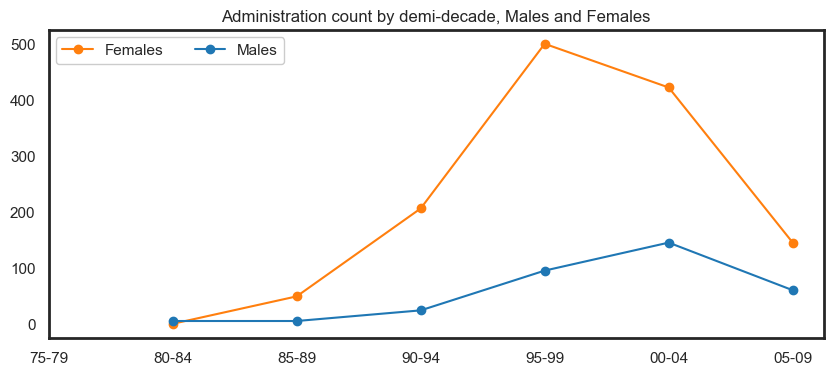 Administration count by demi-decade, Males and Females
Females Males
500
400
300
200
100
0
75-79 80-84 85-89 90-94 95-99 00-04 05-09